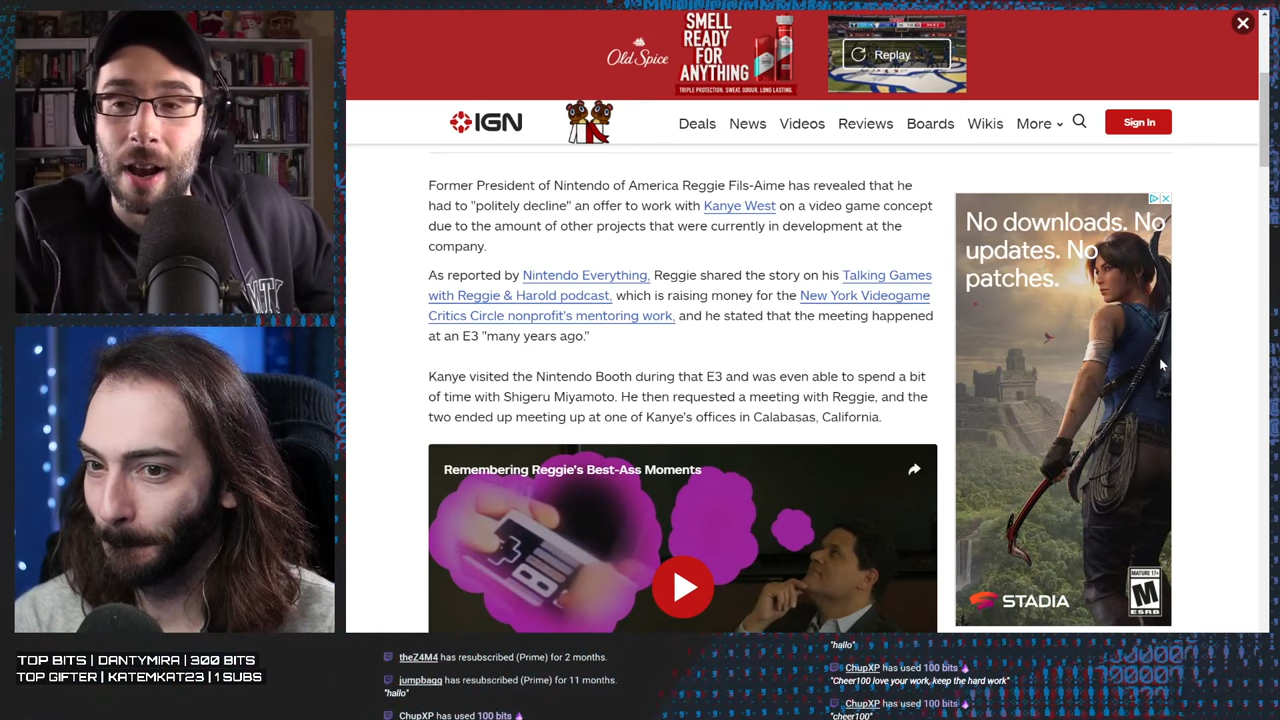 Old Spice
SMELL
READY
FOR
ANYTHING
TRIPLE PROTECTION. SWEAT. ODOUR. LONG LASTING.
Replay
IGN
Deals
News
Videos
Reviews
Boards
Wikis
More
Sign In
Former President of Nintendo of America Reggie Fils-Aime has revealed that he
had to "politely decline" an offer to work with Kanye West on a video game concept
due to the amount of other projects that were currently in development at the
company.
As reported by Nintendo Everything, Reggie shared the story on his Talking Games
with Reggie & Harold podcast, which is raising money for the New York Videogame
Critics Circle nonprofit's mentoring work, and he stated that the meeting happened
at an E3 "many years ago."
Kanye visited the Nintendo Booth during that E3 and was even able to spend a bit
of time with Shigeru Miyamoto. He then requested a meeting with Reggie, and the
two ended up meeting up at one of Kanye's offices in Calabasas, California.
Remembering Reggie's Best-Ass Moments
No downloads. No
updates. No
patches.
STADIA
MATURE 17+
M
ESRB
TOP BITS | DANTYMIRA | 300 BITS
TOP GIFTER | KATEMKAT23 | 1 SUBS
theZ4M4 has resubscribed (Prime) for 2 months.
jumpbagg has resubscribed (Prime) for 11 months.
"hallo"
ChupXP has used 100 bits
"hallo"
ChupXP has used 100 bits
"Cheer100 love your work, keep the hard work"
ChupXP has used 100 bits
"cheer100"